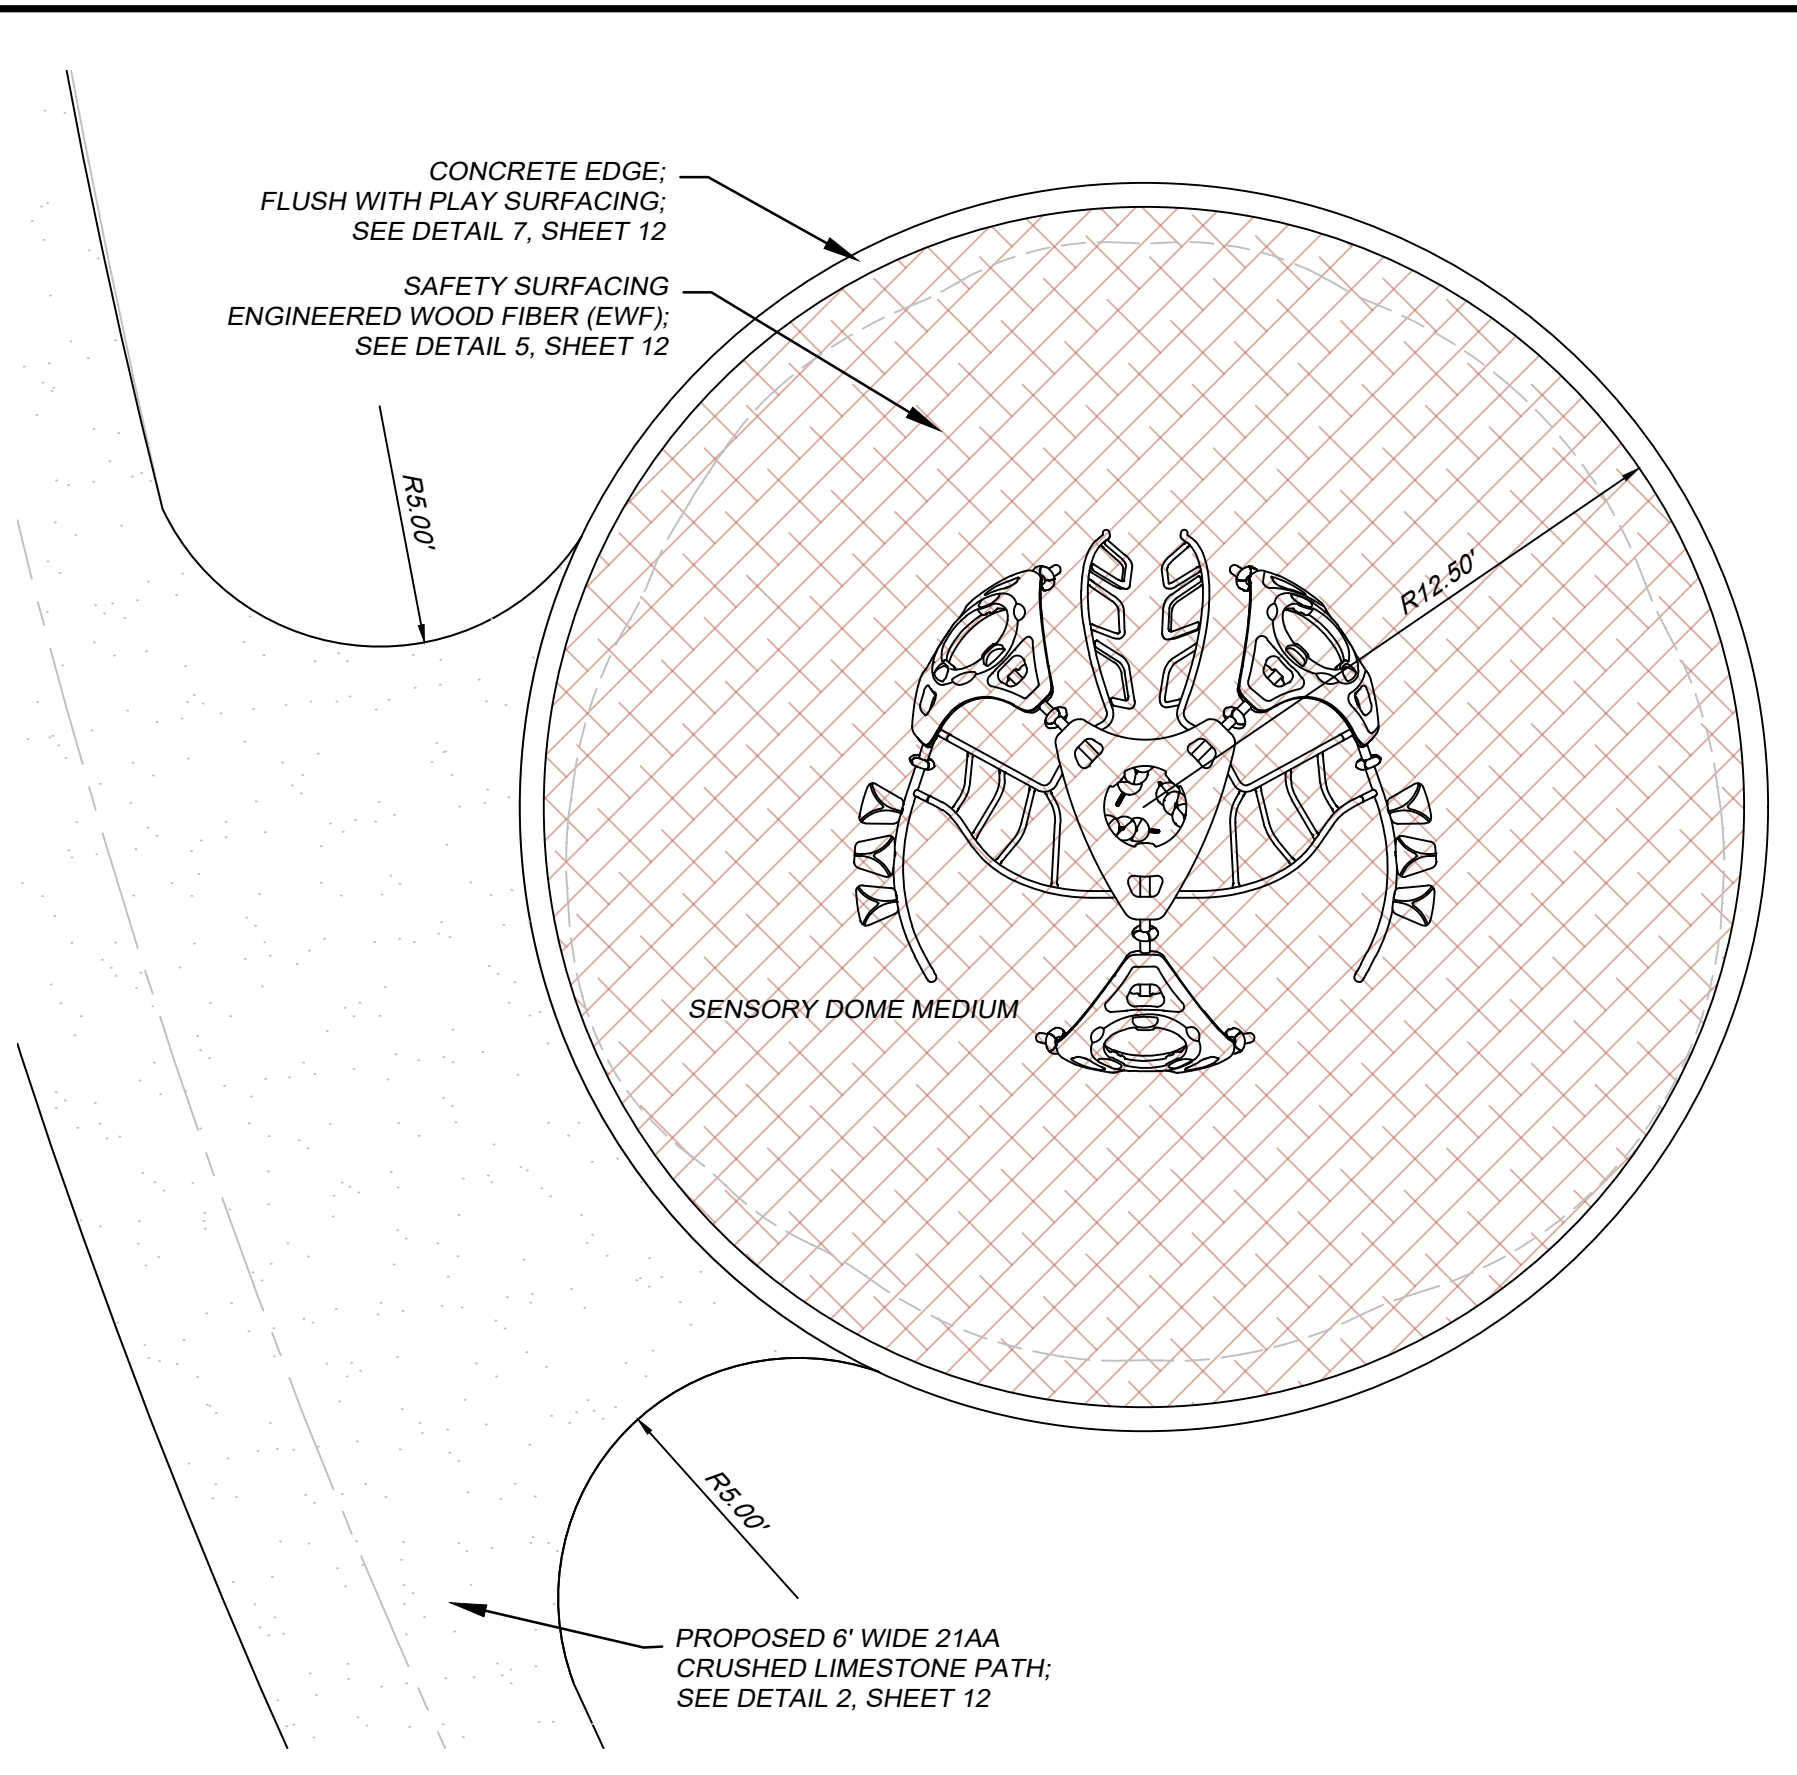 CONCRETE EDGE;
FLUSH WITH PLAY SURFACING;
SEE DETAIL 7, SHEET 12
SAFETY SURFACING
ENGINEERED WOOD FIBER (EWF);
SEE DETAIL 5, SHEET 12
R5.00'
R12.50'
SENSORY DOME MEDIUM
R5.00'
PROPOSED 6' WIDE 21AA
CRUSHED LIMESTONE PATH;
SEE DETAIL 2, SHEET 12